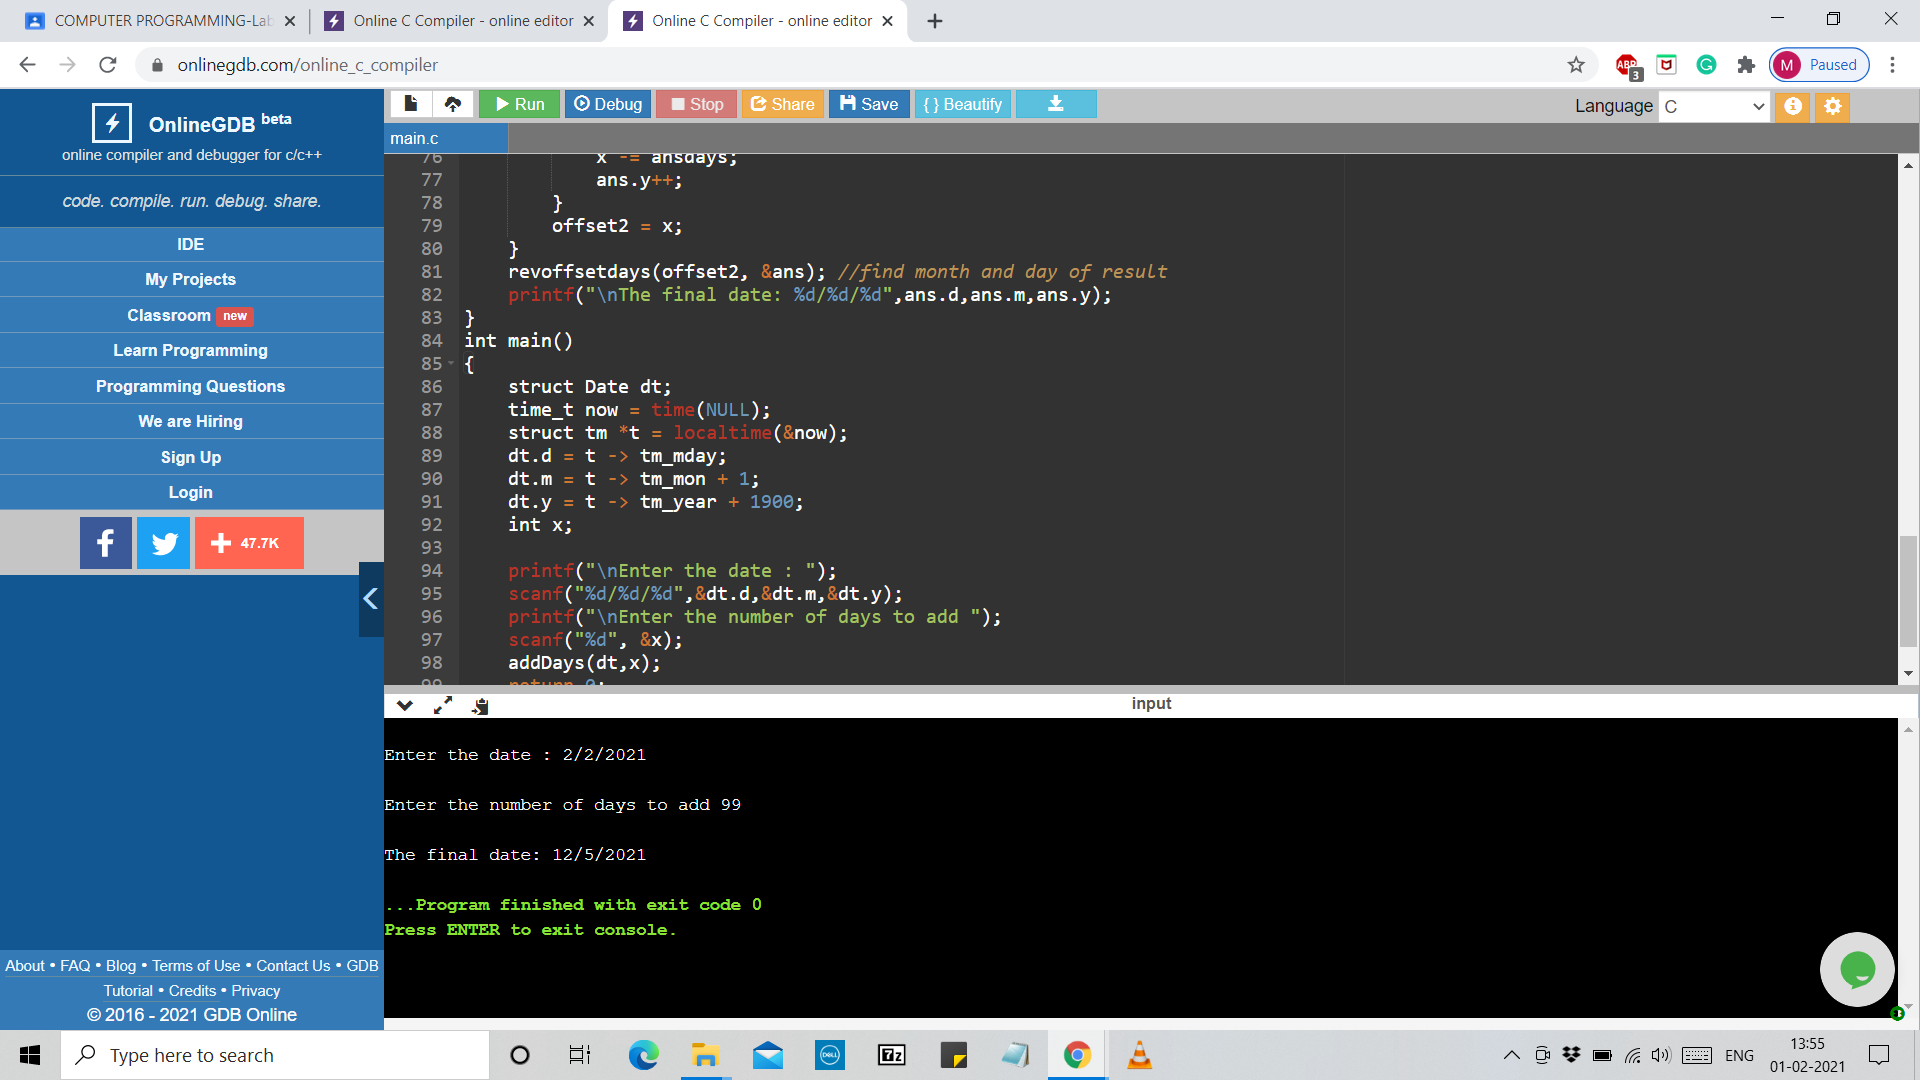 COMPUTER PROGRAMMING-Lab
Online C Compiler - online editor
Online C Compiler - online editor
onlinegdb.com/online_c_compiler
ABP
3
M Paused
OnlineGDB beta
online compiler and debugger for c/c++
code. compile. run. debug. share.
IDE
My Projects
Classroom new
Learn Programming
Programming Questions
We are Hiring
Sign Up
Login
47.7K
About • FAQ • Blog • Terms of Use • Contact Us • GDB
Tutorial • Credits • Privacy
© 2016 - 2021 GDB Online
Run Debug Stop Share Save { } Beautify
Language C
main.c
76 x -= ansdays;
77 ans.y++;
78 }
79 offset2 = x;
80 }
81 revoffsetdays(offset2, &ans); //find month and day of result
82 printf("\nThe final date: %d/%d/%d",ans.d,ans.m,ans.y);
83 }
84 int main()
85 {
86 struct Date dt;
87 time_t now = time(NULL);
88 struct tm *t = localtime(&now);
89 dt.d = t -> tm_mday;
90 dt.m = t -> tm_mon + 1;
91 dt.y = t -> tm_year + 1900;
92 int x;
93
94 printf("\nEnter the date : ");
95 scanf("%d/%d/%d",&dt.d,&dt.m,&dt.y);
96 printf("\nEnter the number of days to add ");
97 scanf("%d", &x);
98 addDays(dt,x);
99 return 0;
input
Enter the date : 2/2/2021
Enter the number of days to add 99
The final date: 12/5/2021
...Program finished with exit code 0
Press ENTER to exit console.
Type here to search
DELL
7z
ENG
13:55
01-02-2021